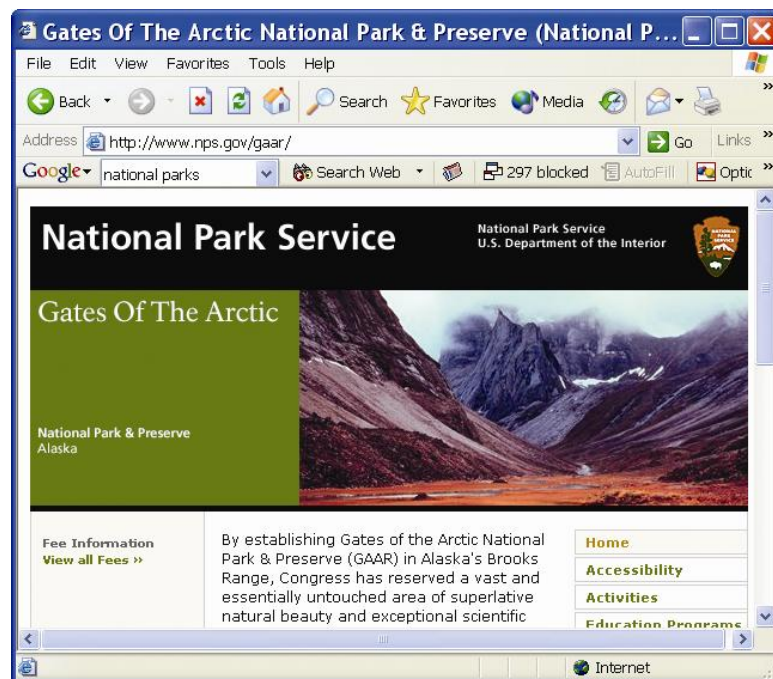 Gates Of The Arctic National Park & Preserve (National P...
File Edit View Favorites Tools Help
Back Search Favorites Media »
Address http://www.nps.gov/gaar/ Go Links »
Google national parks Search Web 297 blocked AutoFill Optic »
National Park Service
National Park Service
U.S. Department of the Interior
NATIONAL
PARK
SERVICE
Gates Of The Arctic
National Park & Preserve
Alaska
Fee Information
View all Fees »
By establishing Gates of the Arctic National
Park & Preserve (GAAR) in Alaska's Brooks
Range, Congress has reserved a vast and
essentially untouched area of superlative
natural beauty and exceptional scientific
Home
Accessibility
Activities
Education Programs
Internet